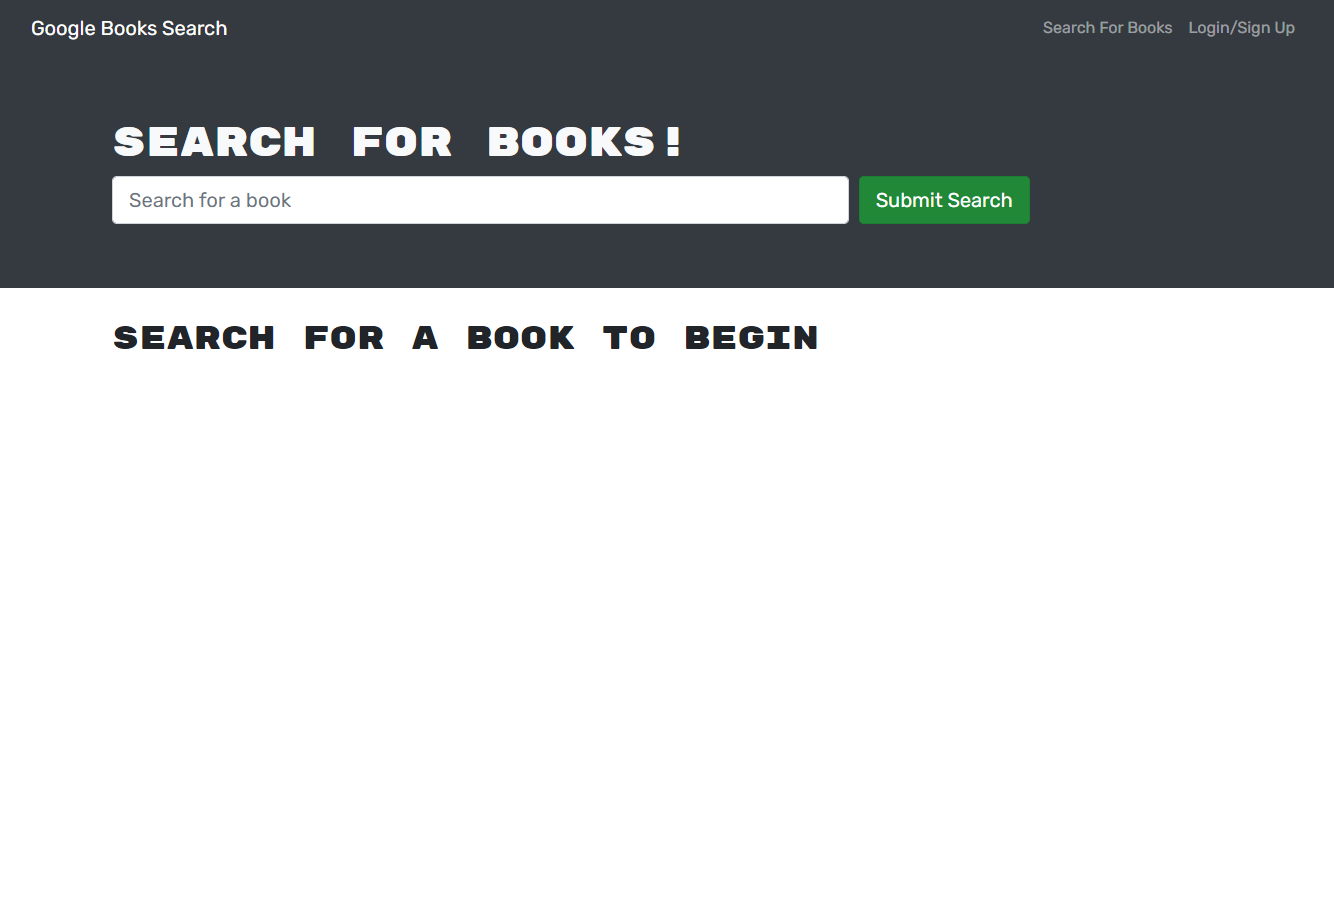 Google Books Search
Search For Books Login/Sign Up
SEARCH FOR BOOKS!
Search for a book
Submit Search
SEARCH FOR A BOOK TO BEGIN